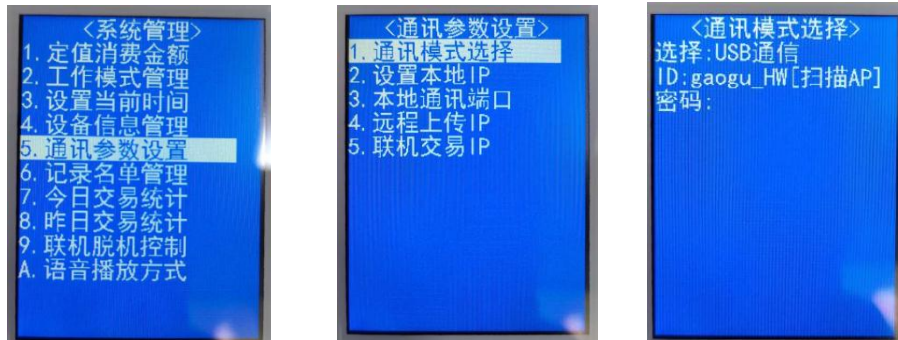 <系统管理>
1. 定值消费金额
2. 工作模式管理
3. 设置当前时间
4. 设备信息管理
5. 通讯参数设置
6. 记录名单管理
7. 今日交易统计
8. 昨日交易统计
9. 联机脱机控制
A. 语音播放方式
<通讯参数设置>
1. 通讯模式选择
2. 设置本地IP
3. 本地通讯端口
4. 远程上传IP
5. 联机交易IP
<通讯模式选择>
选择:USB通信
ID:gaogu_HW[扫描AP]
密码: